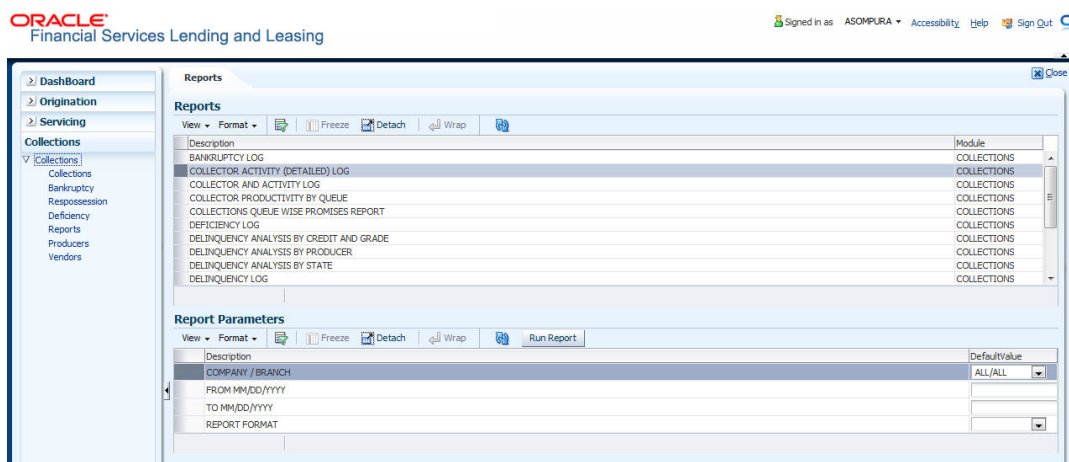 ORACLE
Financial Services Lending and Leasing
Signed in as ASOMPURA Accessibility Help Sign Out
DashBoard
Origination
Servicing
Collections
Collections
Collections
Bankruptcy
Respossession
Deficiency
Reports
Producers
Vendors
Reports
Close
Reports
View Format Freeze Detach Wrap
Description Module
BANKRUPTCY LOG COLLECTIONS
COLLECTOR ACTIVITY (DETAILED) LOG COLLECTIONS
COLLECTOR AND ACTIVITY LOG COLLECTIONS
COLLECTOR PRODUCTIVITY BY QUEUE COLLECTIONS
COLLECTIONS QUEUE WISE PROMISES REPORT COLLECTIONS
DEFICIENCY LOG COLLECTIONS
DELINQUENCY ANALYSIS BY CREDIT AND GRADE COLLECTIONS
DELINQUENCY ANALYSIS BY PRODUCER COLLECTIONS
DELINQUENCY ANALYSIS BY STATE COLLECTIONS
DELINQUENCY LOG COLLECTIONS
Report Parameters
View Format Freeze Detach Wrap Run Report
Description DefaultValue
COMPANY / BRANCH ALL/ALL
FROM MM/DD/YYYY
TO MM/DD/YYYY
REPORT FORMAT